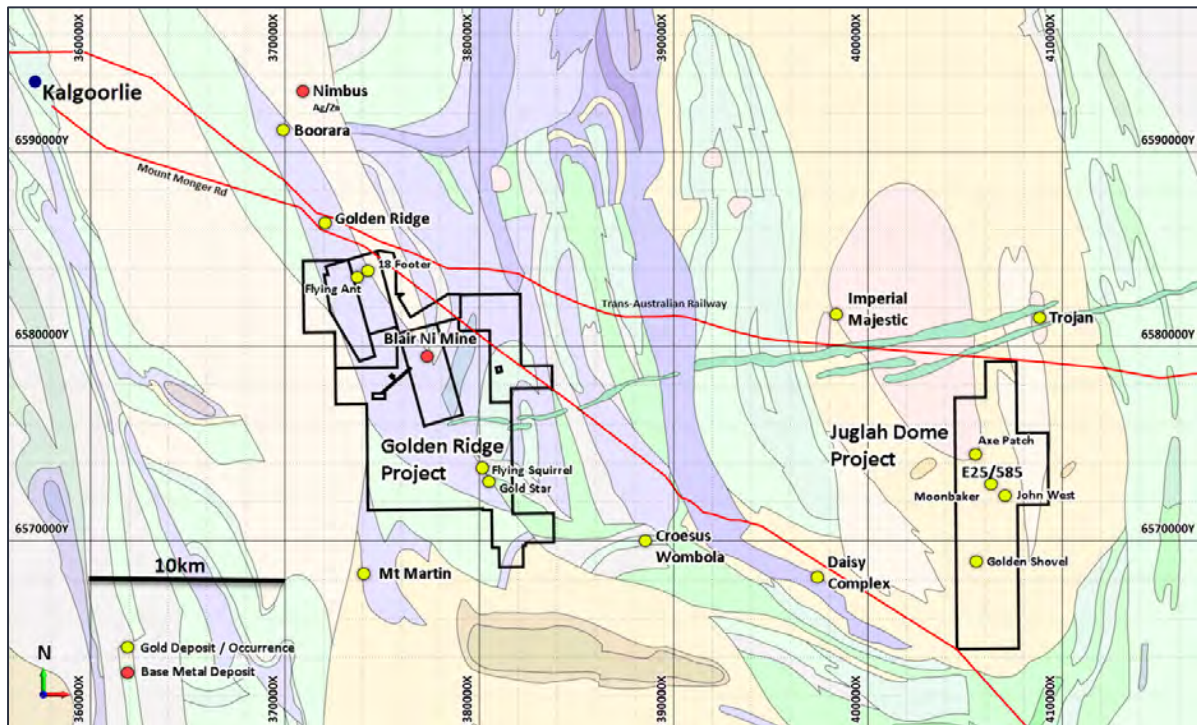 360000X
370000X
380000X
390000X
400000X
410000X
Kalgoorlie
Nimbus
Ag/Zn
Boorara
6590000Y
6590000Y
Mount Monger Rd
Golden Ridge
18 Footer
Flying Ant
Trans-Australian Railway
Imperial
Majestic
Trojan
6580000Y
6580000Y
Blair Ni Mine
Golden Ridge
Project
Juglah Dome
Project
Axe Patch
E25/585
Flying Squirrel
Gold Star
Moonbaker
John West
6570000Y
6570000Y
Croesus
Wombola
Golden Shovel
10km
Mt Martin
Daisy
Complex
Gold Deposit / Occurrence
N
Base Metal Deposit
360000X
370000X
380000X
390000X
400000X
410000X